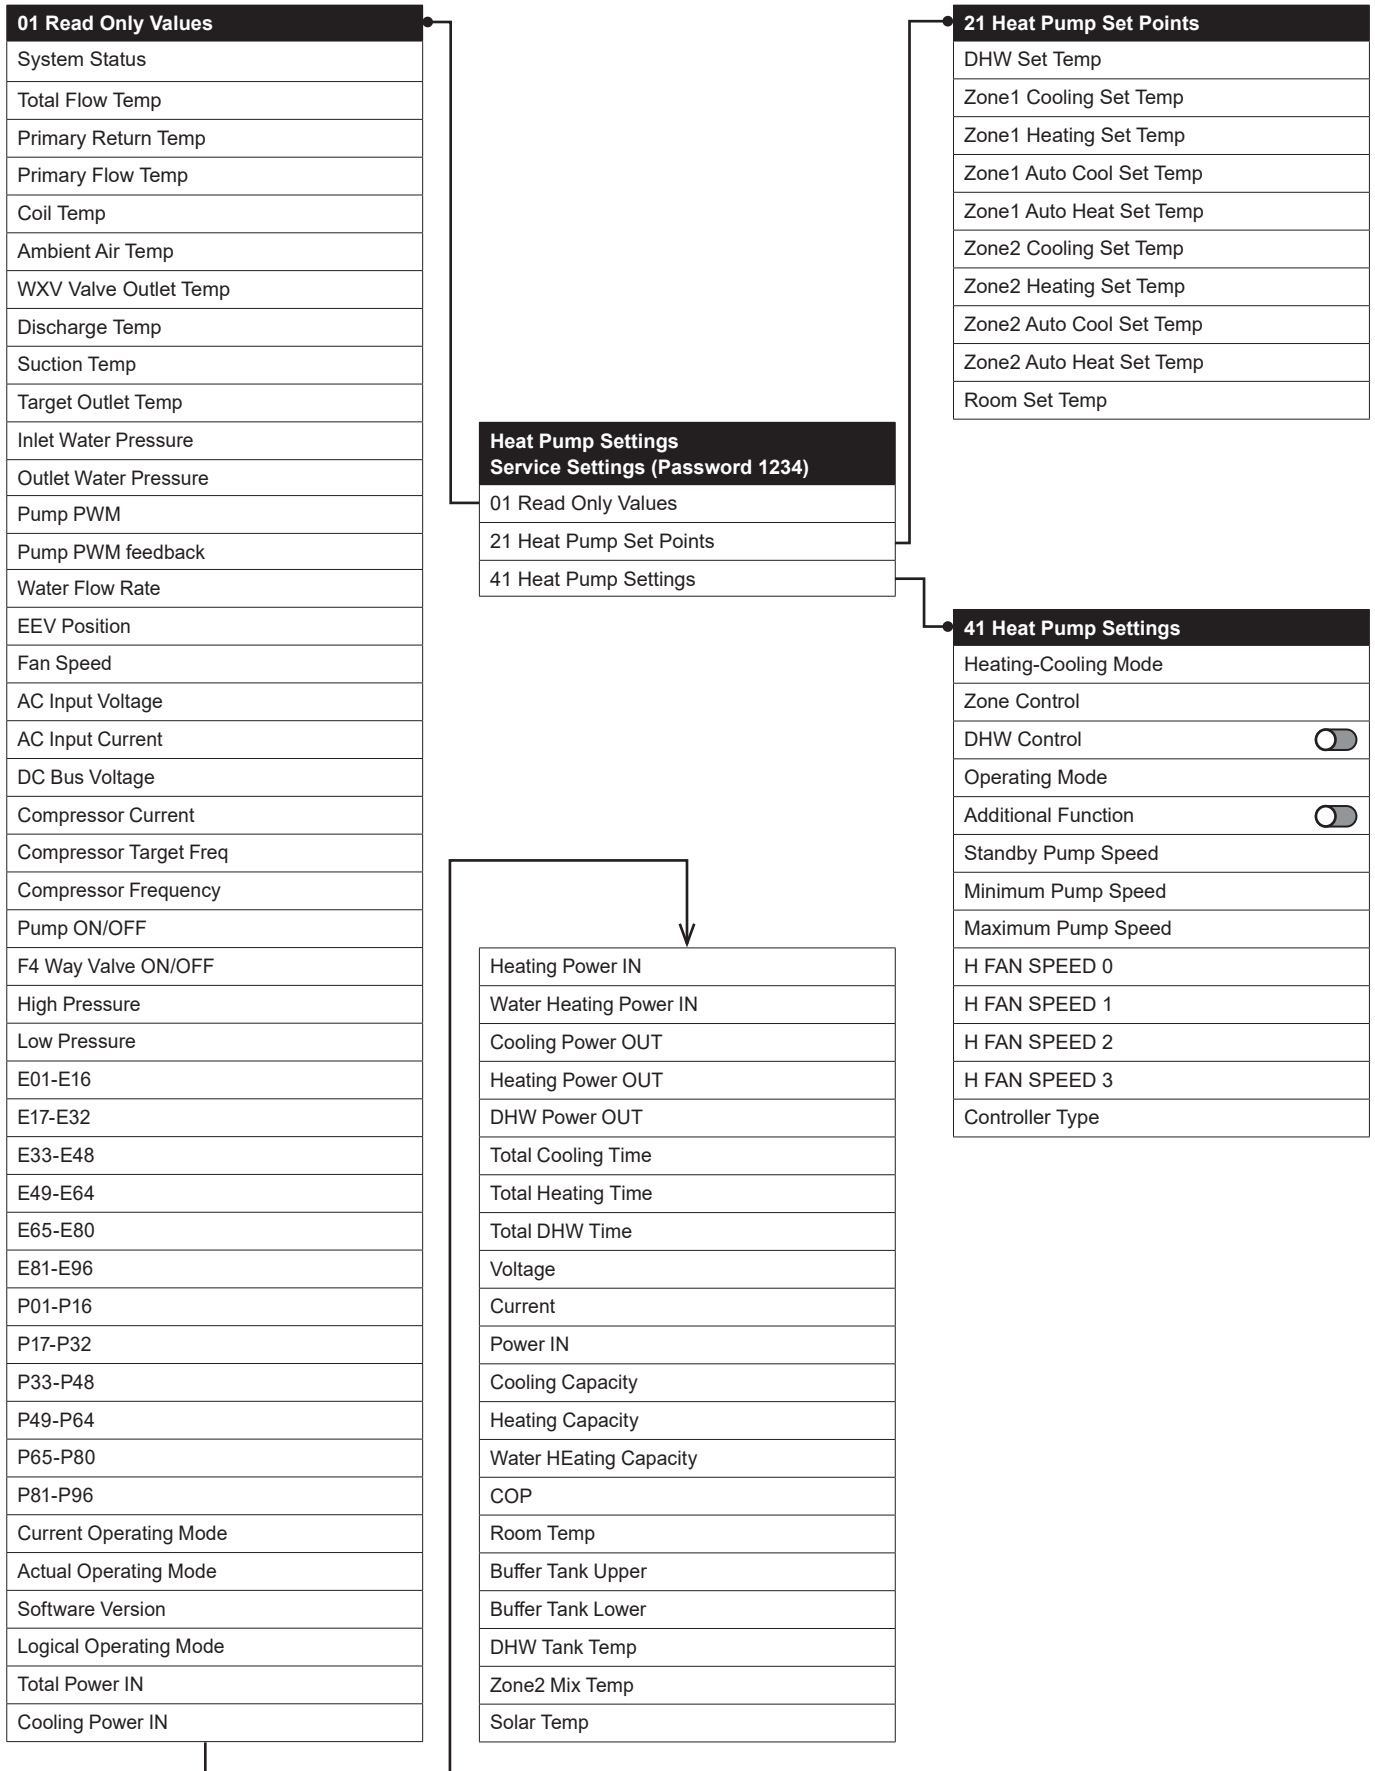 01 Read Only Values
System Status
Total Flow Temp
Primary Return Temp
Primary Flow Temp
Coil Temp
Ambient Air Temp
WXV Valve Outlet Temp
Discharge Temp
Suction Temp
Target Outlet Temp
Inlet Water Pressure
Outlet Water Pressure
Pump PWM
Pump PWM feedback
Water Flow Rate
EEV Position
Fan Speed
AC Input Voltage
AC Input Current
DC Bus Voltage
Compressor Current
Compressor Target Freq
Compressor Frequency
Pump ON/OFF
F4 Way Valve ON/OFF
High Pressure
Low Pressure
E01-E16
E17-E32
E33-E48
E49-E64
E65-E80
E81-E96
P01-P16
P17-P32
P33-P48
P49-P64
P65-P80
P81-P96
Current Operating Mode
Actual Operating Mode
Software Version
Logical Operating Mode
Total Power IN
Cooling Power IN
Heat Pump Settings
Service Settings (Password 1234)
01 Read Only Values
21 Heat Pump Set Points
41 Heat Pump Settings
Heating Power IN
Water Heating Power IN
Cooling Power OUT
Heating Power OUT
DHW Power OUT
Total Cooling Time
Total Heating Time
Total DHW Time
Voltage
Current
Power IN
Cooling Capacity
Heating Capacity
Water HEating Capacity
COP
Room Temp
Buffer Tank Upper
Buffer Tank Lower
DHW Tank Temp
Zone2 Mix Temp
Solar Temp
21 Heat Pump Set Points
DHW Set Temp
Zone1 Cooling Set Temp
Zone1 Heating Set Temp
Zone1 Auto Cool Set Temp
Zone1 Auto Heat Set Temp
Zone2 Cooling Set Temp
Zone2 Heating Set Temp
Zone2 Auto Cool Set Temp
Zone2 Auto Heat Set Temp
Room Set Temp
41 Heat Pump Settings
Heating-Cooling Mode
Zone Control
DHW Control
Operating Mode
Additional Function
Standby Pump Speed
Minimum Pump Speed
Maximum Pump Speed
H FAN SPEED 0
H FAN SPEED 1
H FAN SPEED 2
H FAN SPEED 3
Controller Type